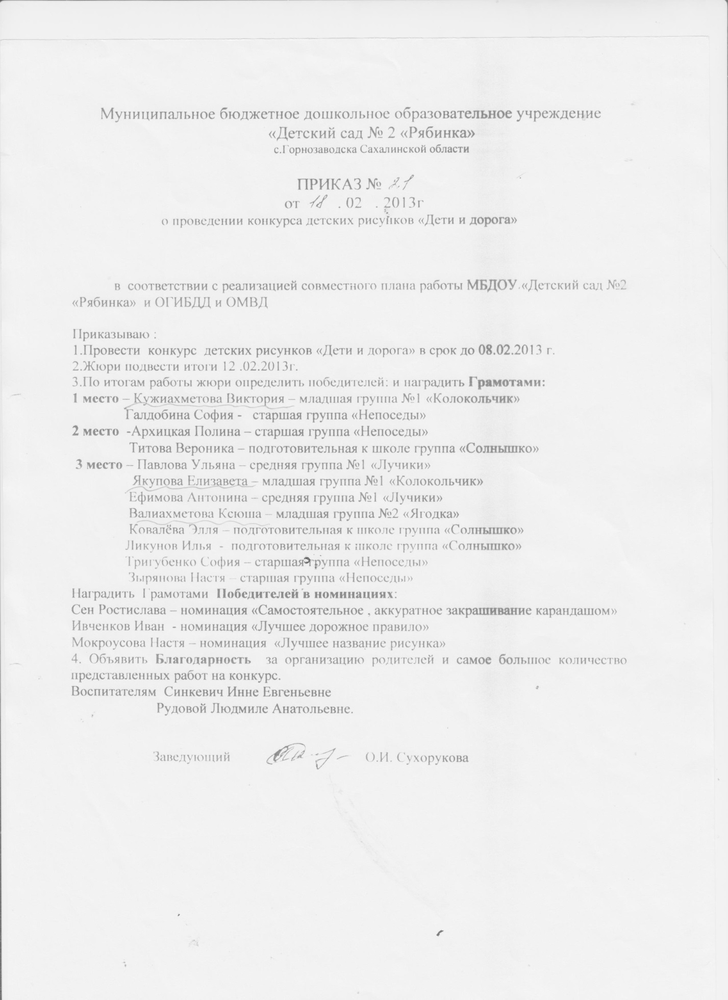 Муниципальное бюджетное дошкольное образовательное учреждение
«Детский сад № 2 «Рябинка»
с.Горнозаводска Сахалинской области
ПРИКАЗ № 21
от 18 . 02 . 2013г
о проведении конкурса детских рисунков «Дети и дорога»
в соответствии с реализацией совместного плана работы МБДОУ «Детский сад №2
«Рябинка» и ОГИБДД и ОМВД
Приказываю :
1.Провести конкурс детских рисунков «Дети и дорога» в срок до 08.02.2013 г.
2.Жюри подвести итоги 12 .02.2013г.
3.По итогам работы жюри определить победителей: и наградить Грамотами:
1 место – Кужиахметова Виктория – младшая группа №1 «Колокольчик»
Галдобина София - старшая группа «Непоседы»
2 место -Архицкая Полина – старшая группа «Непоседы»
Титова Вероника – подготовительная к школе группа «Солнышко»
3 место – Павлова Ульяна – средняя группа №1 «Лучики»
Якупова Елизавета – младшая группа №1 «Колокольчик»
Ефимова Антонина – средняя группа №1 «Лучики»
Валиахметова Ксюша – младшая группа №2 «Ягодка»
Ковалёва Элля – подготовительная к школе группа «Солнышко»
Ликунов Илья - подготовительная к школе группа «Солнышко»
Тригубенко София – старшая группа «Непоседы»
Зырянова Настя – старшая группа «Непоседы»
Наградить Грамотами Победителей в номинациях:
Сен Ростислава – номинация «Самостоятельное , аккуратное закрашивание карандашом»
Ивченков Иван - номинация «Лучшее дорожное правило»
Мокроусова Настя – номинация «Лучшее название рисунка»
4. Объявить Благодарность за организацию родителей и самое большое количество
представленных работ на конкурс.
Воспитателям Синкевич Инне Евгеньевне
Рудовой Людмиле Анатольевне.
Заведующий О.И. Сухорукова